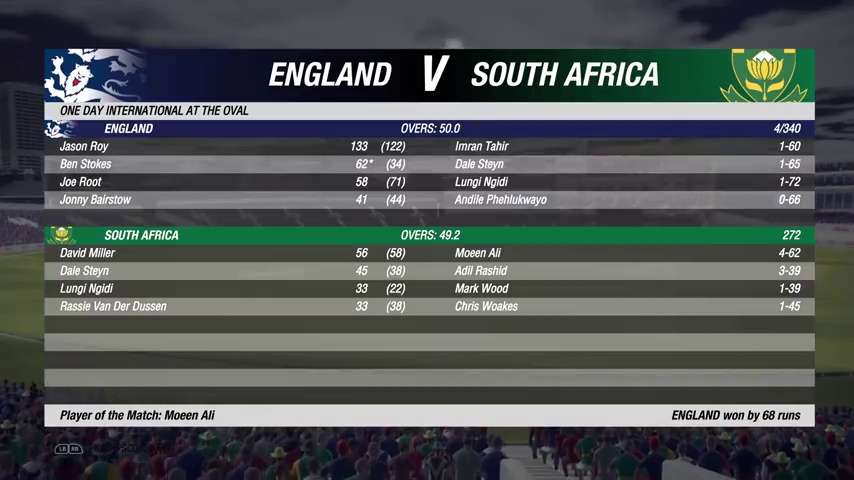 ENGLAND V SOUTH AFRICA
ONE DAY INTERNATIONAL AT THE OVAL
ENGLAND OVERS: 50.0 4/340
Jason Roy 133 (122) Imran Tahir 1-60
Ben Stokes 62* (34) Dale Steyn 1-65
Joe Root 58 (71) Lungi Ngidi 1-72
Jonny Bairstow 41 (44) Andile Phehlukwayo 0-66
SOUTH AFRICA OVERS: 49.2 272
David Miller 56 (58) Moeen Ali 4-62
Dale Steyn 45 (38) Adil Rashid 3-39
Lungi Ngidi 33 (22) Mark Wood 1-39
Rassie Van Der Dussen 33 (38) Chris Woakes 1-45
Player of the Match: Moeen Ali ENGLAND won by 68 runs
LB RB